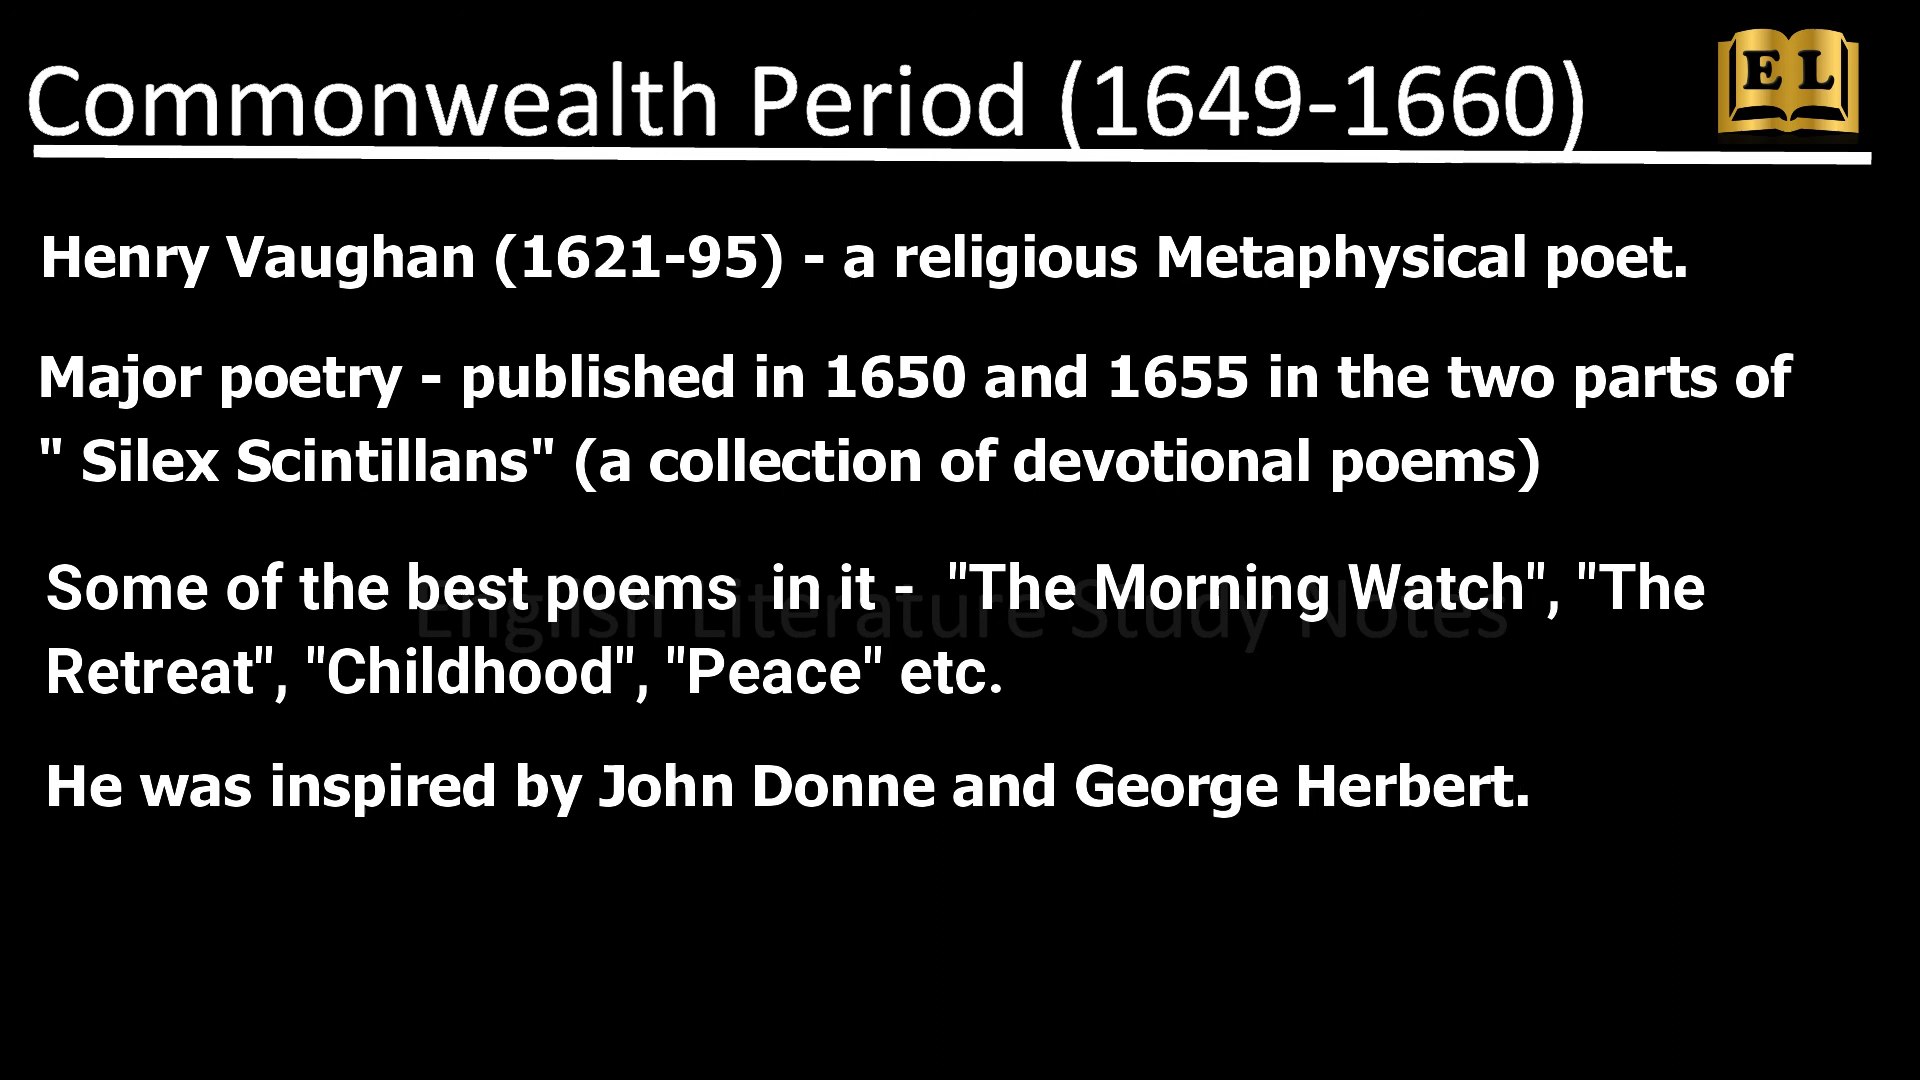 Commonwealth Period (1649-1660)
E L
Henry Vaughan (1621-95) - a religious Metaphysical poet.
Major poetry - published in 1650 and 1655 in the two parts of
" Silex Scintillans" (a collection of devotional poems)
Some of the best poems in it - "The Morning Watch", "The
English Literature Study Notes
Retreat", "Childhood", "Peace" etc.
He was inspired by John Donne and George Herbert.